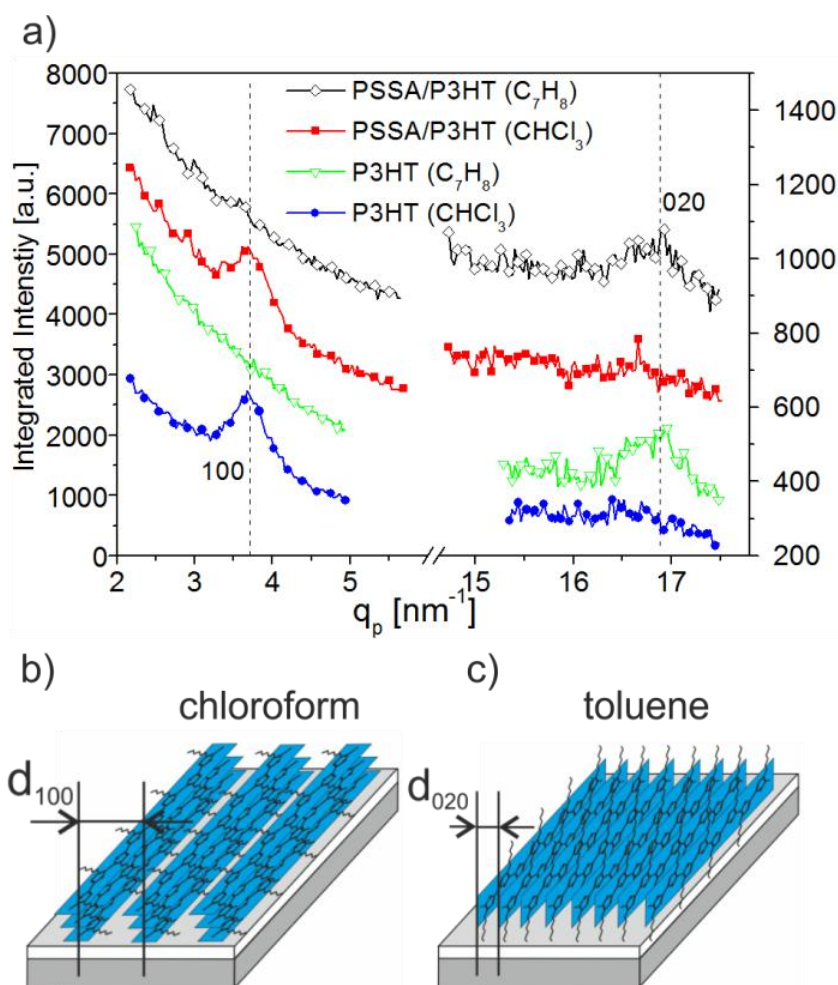 a)
8000
7000
6000
5000
4000
3000
2000
1000
0
Integrated Intenstiy [a.u.]
PSSA/P3HT (C₇H₈)
PSSA/P3HT (CHCl₃)
P3HT (C₇H₈)
P3HT (CHCl₃)
100
020
1400
1200
1000
800
600
400
200
2 3 4 5 15 16 17
qₚ [nm⁻¹]
b) c)
chloroform toluene
d₁₀₀ d₀₂₀